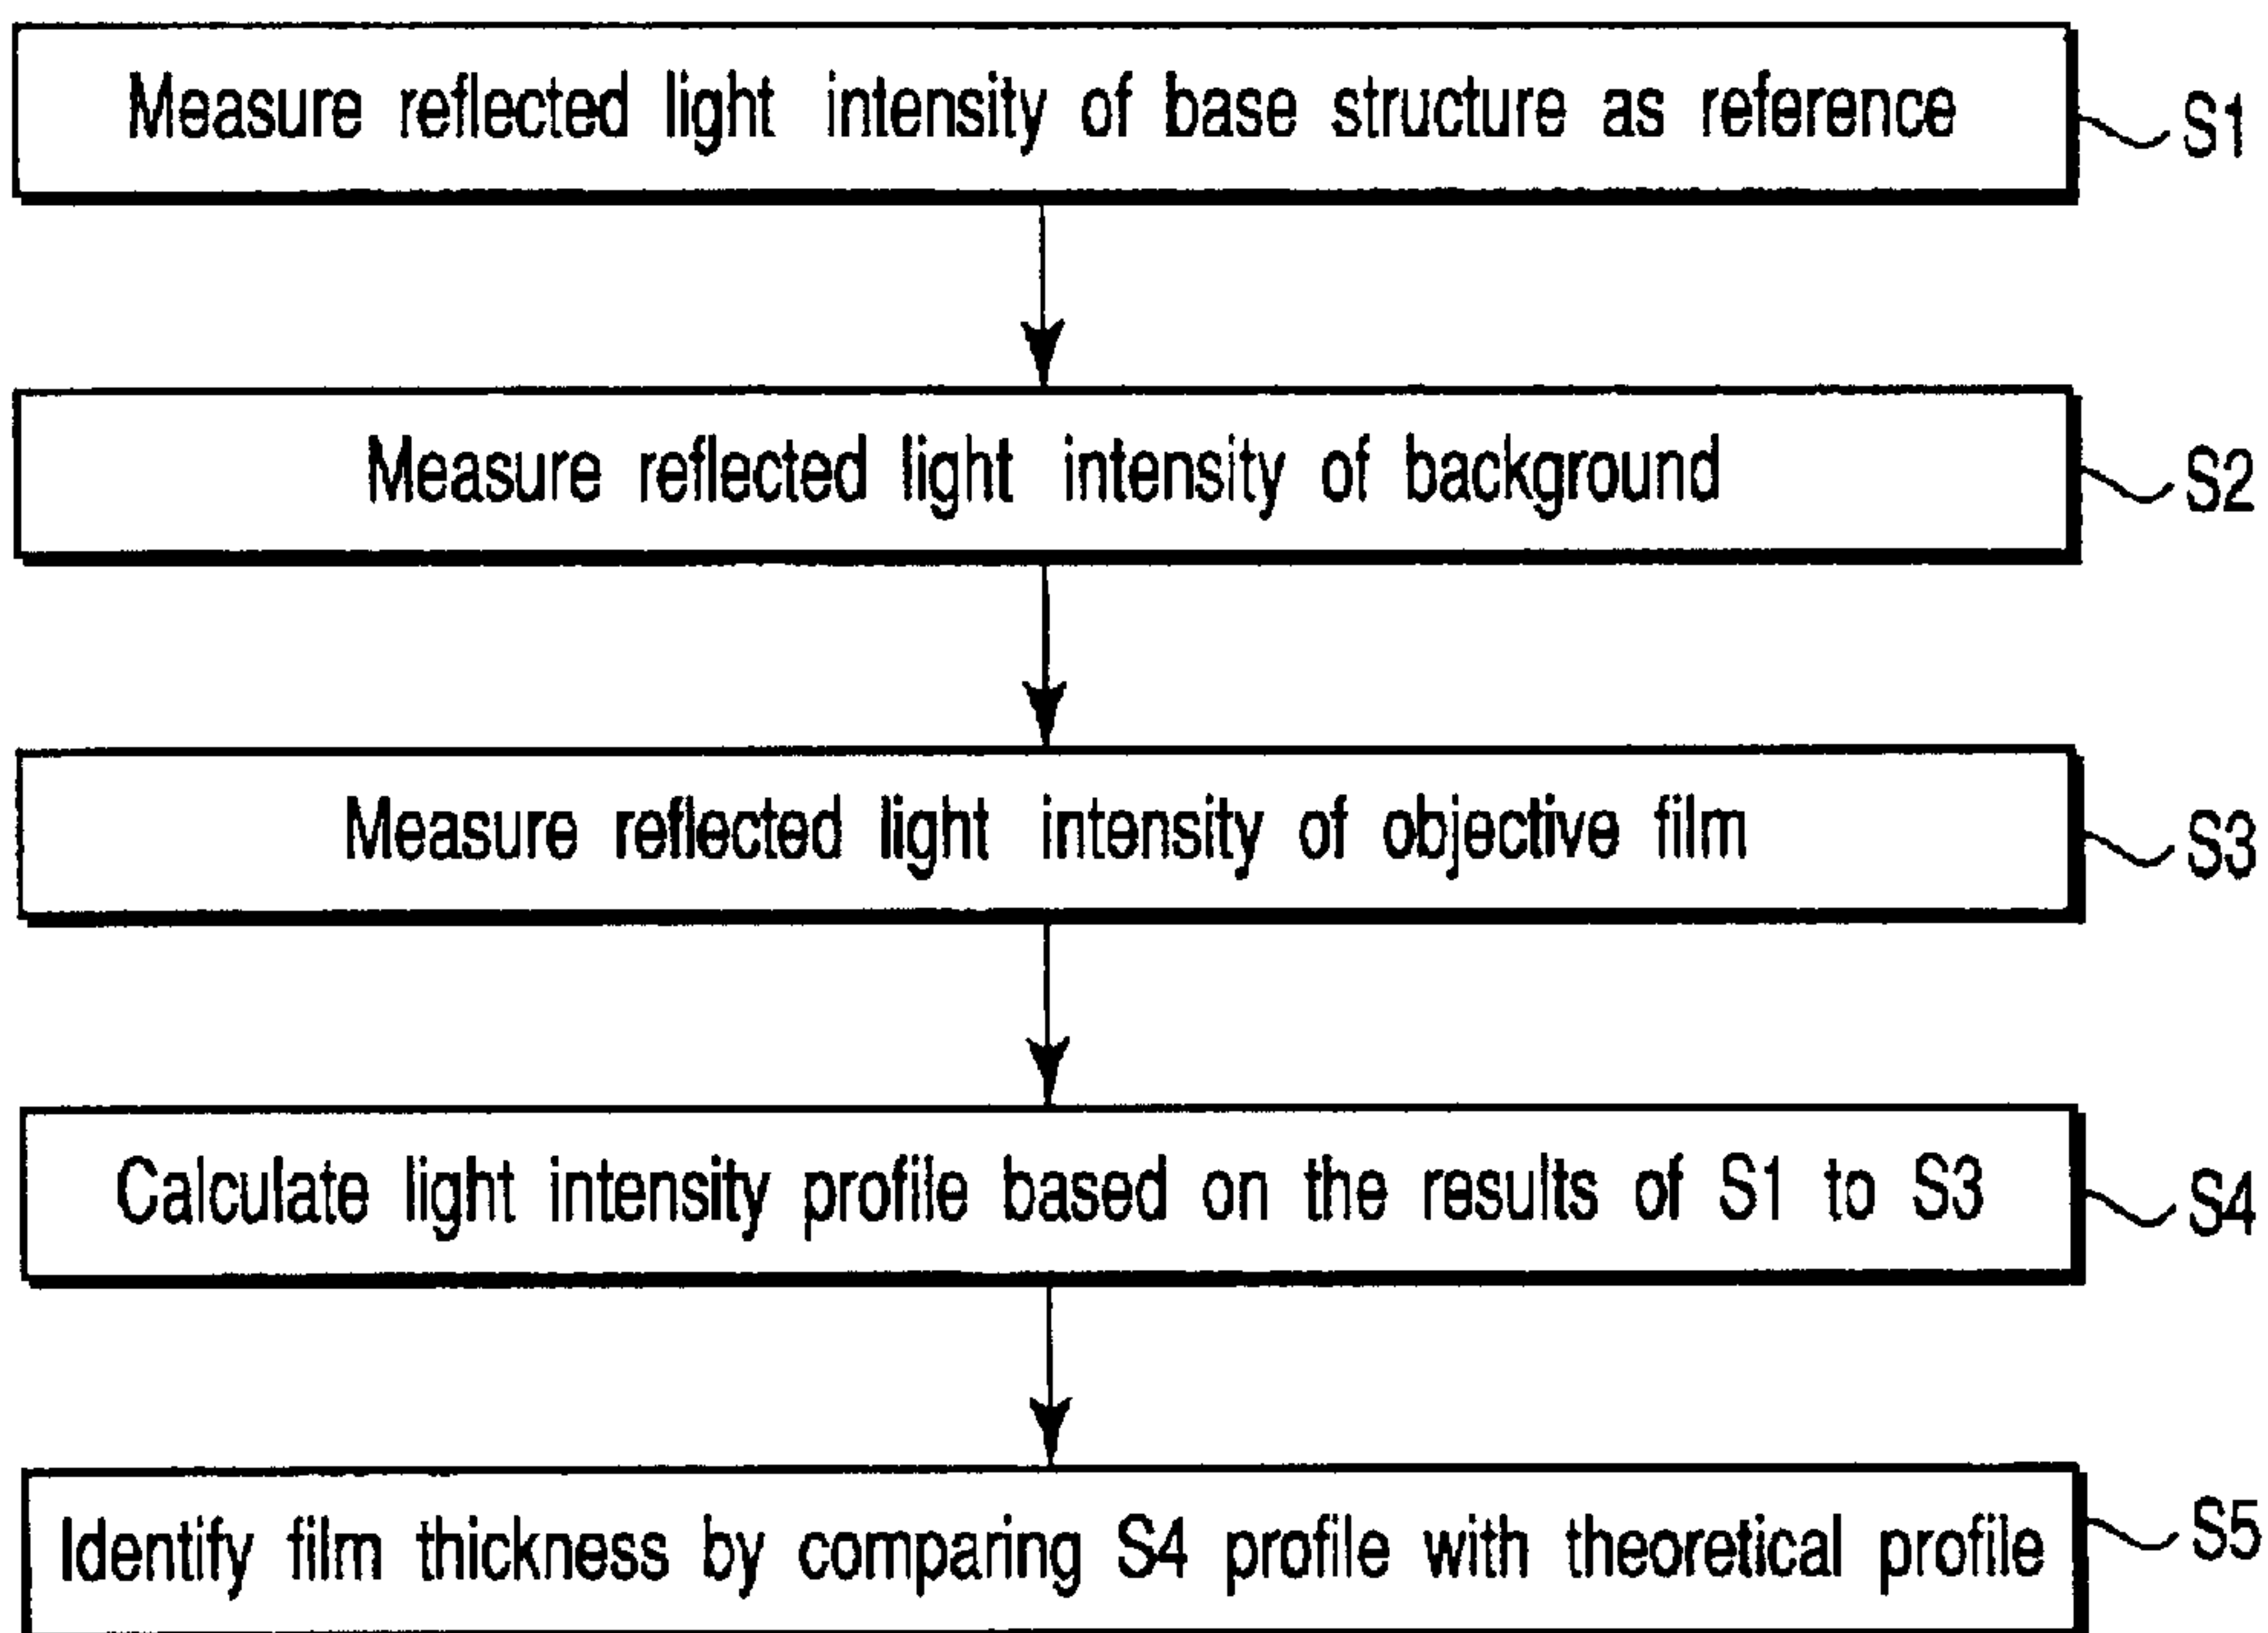 Measure reflected light intensity of base structure as reference
S1
Measure reflected light intensity of background
S2
Measure reflected light intensity of objective film
S3
Calculate light intensity profile based on the results of S1 to S3
S4
Identify film thickness by comparing S4 profile with theoretical profile
S5